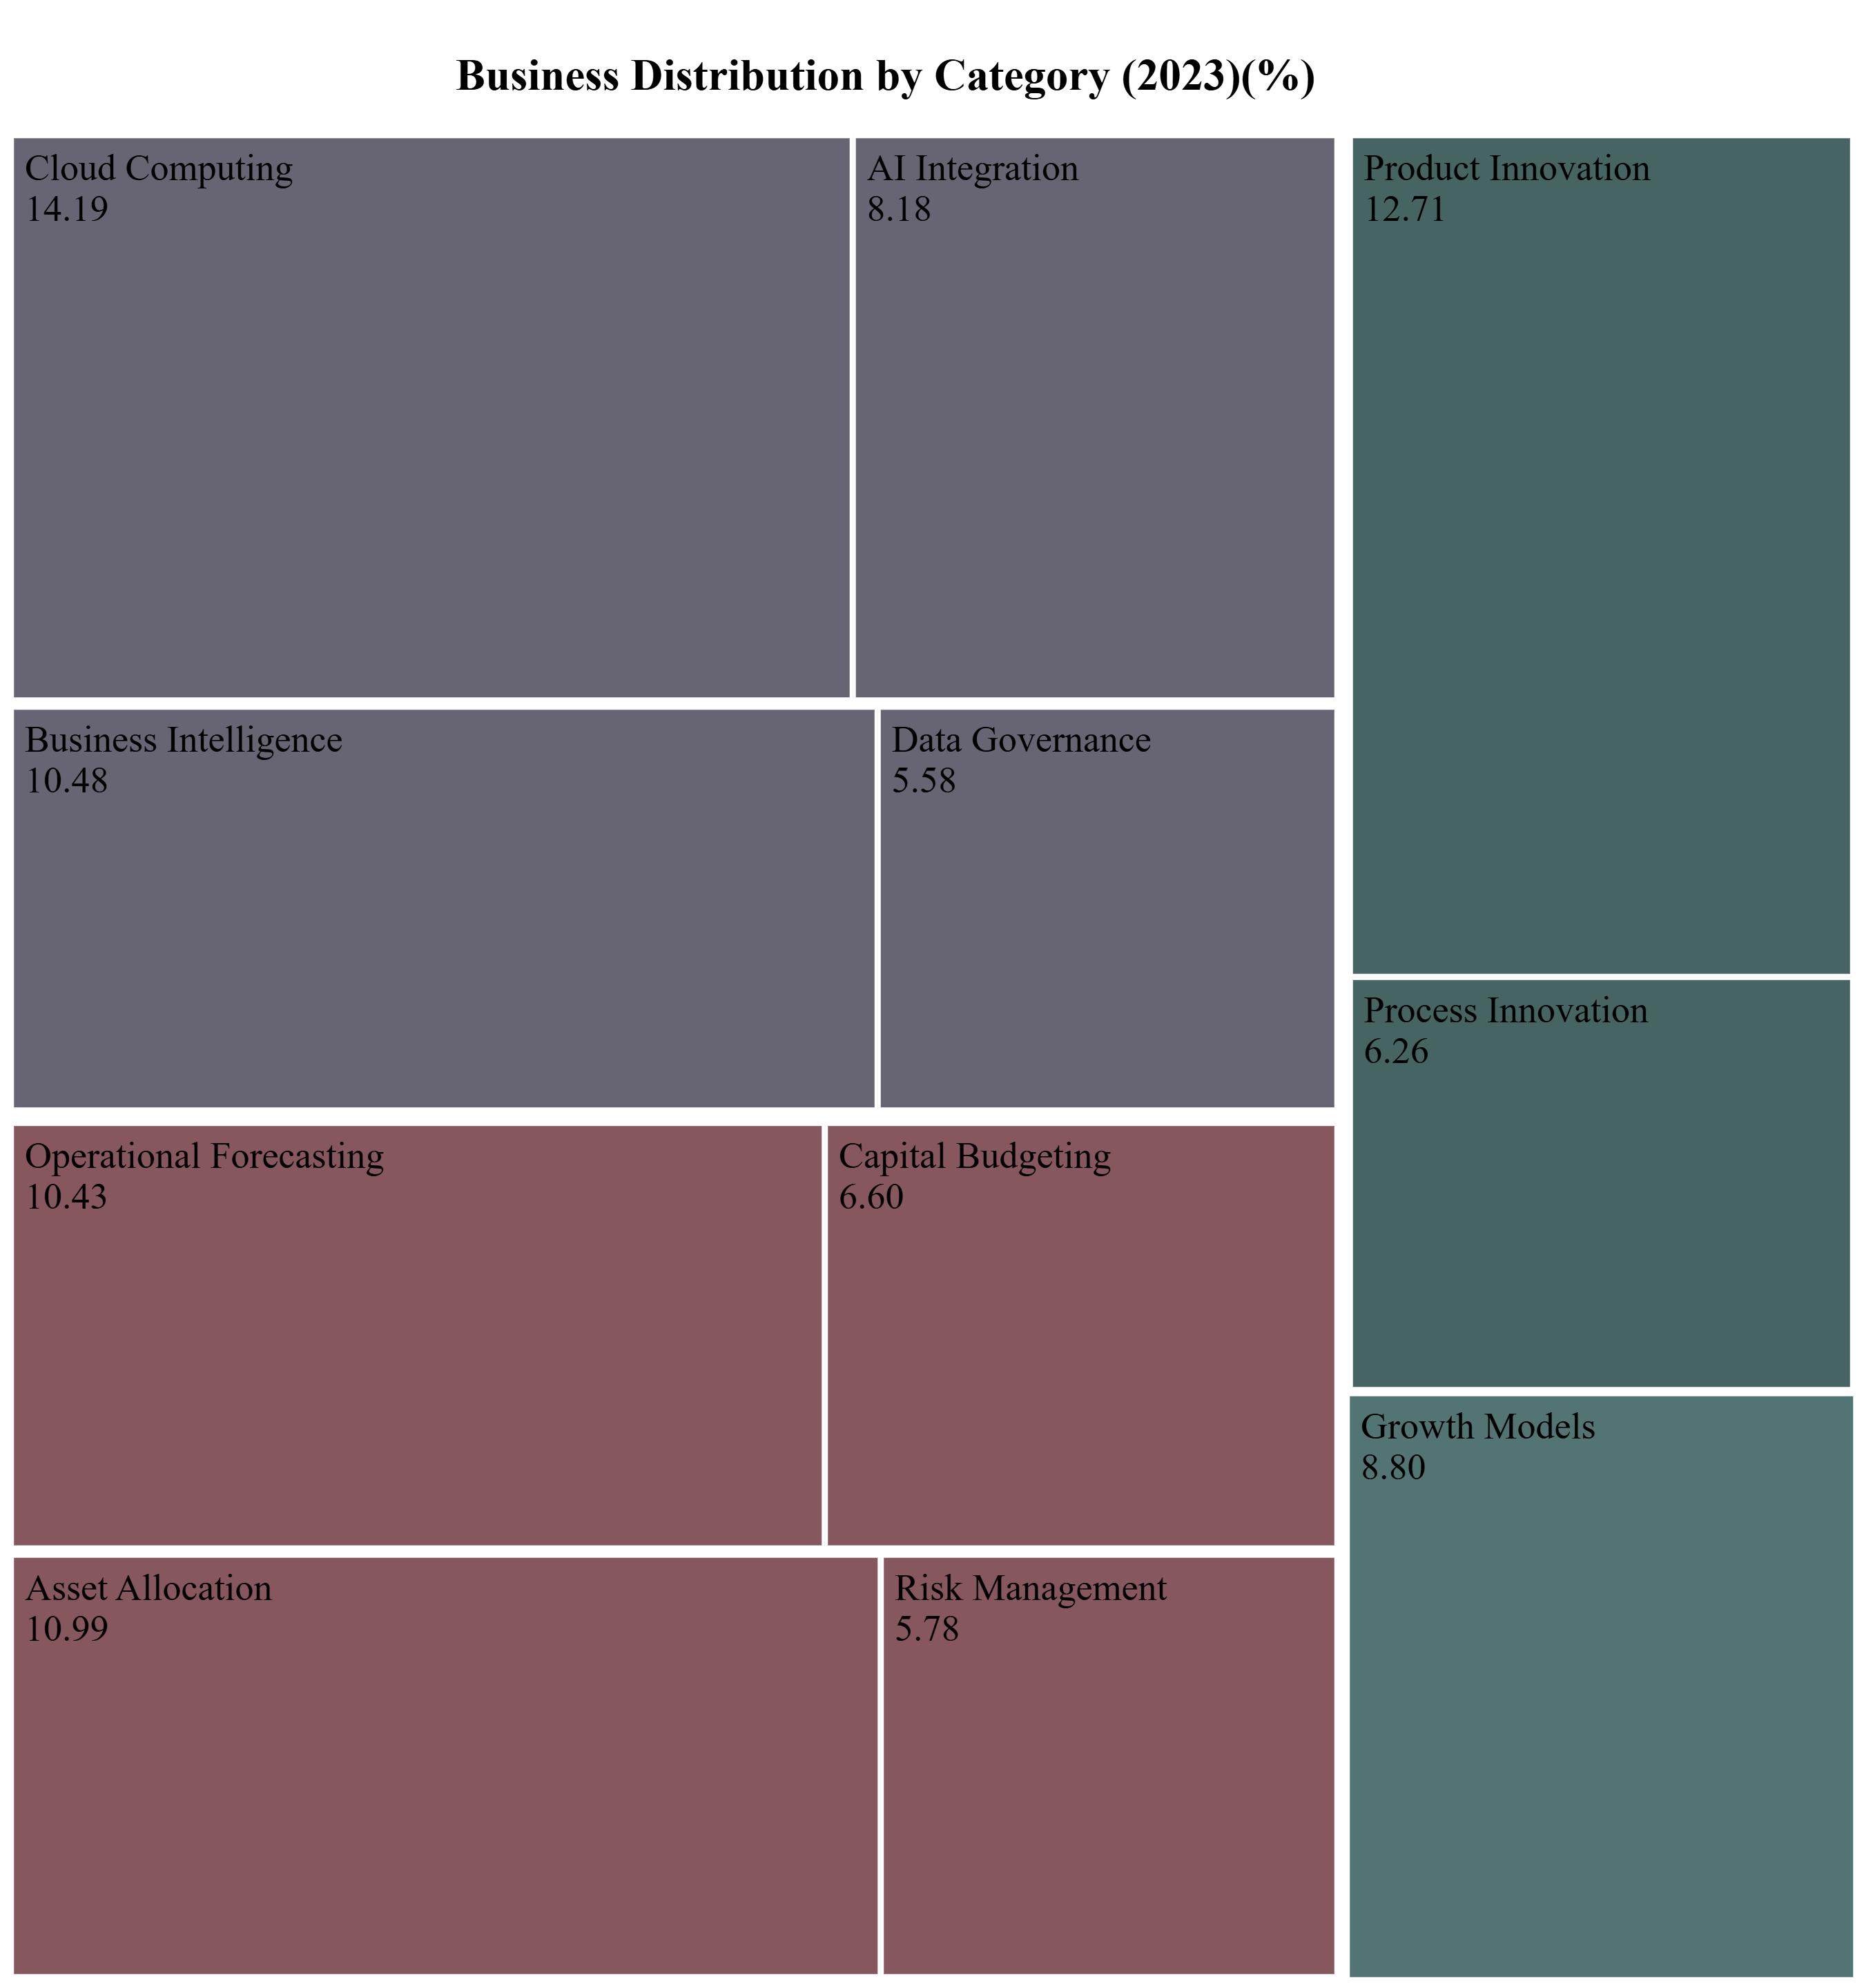 Business Distribution by Category (2023)(%)
Cloud Computing
14.19
AI Integration
8.18
Product Innovation
12.71
Business Intelligence
10.48
Data Governance
5.58
Process Innovation
6.26
Operational Forecasting
10.43
Capital Budgeting
6.60
Growth Models
8.80
Asset Allocation
10.99
Risk Management
5.78